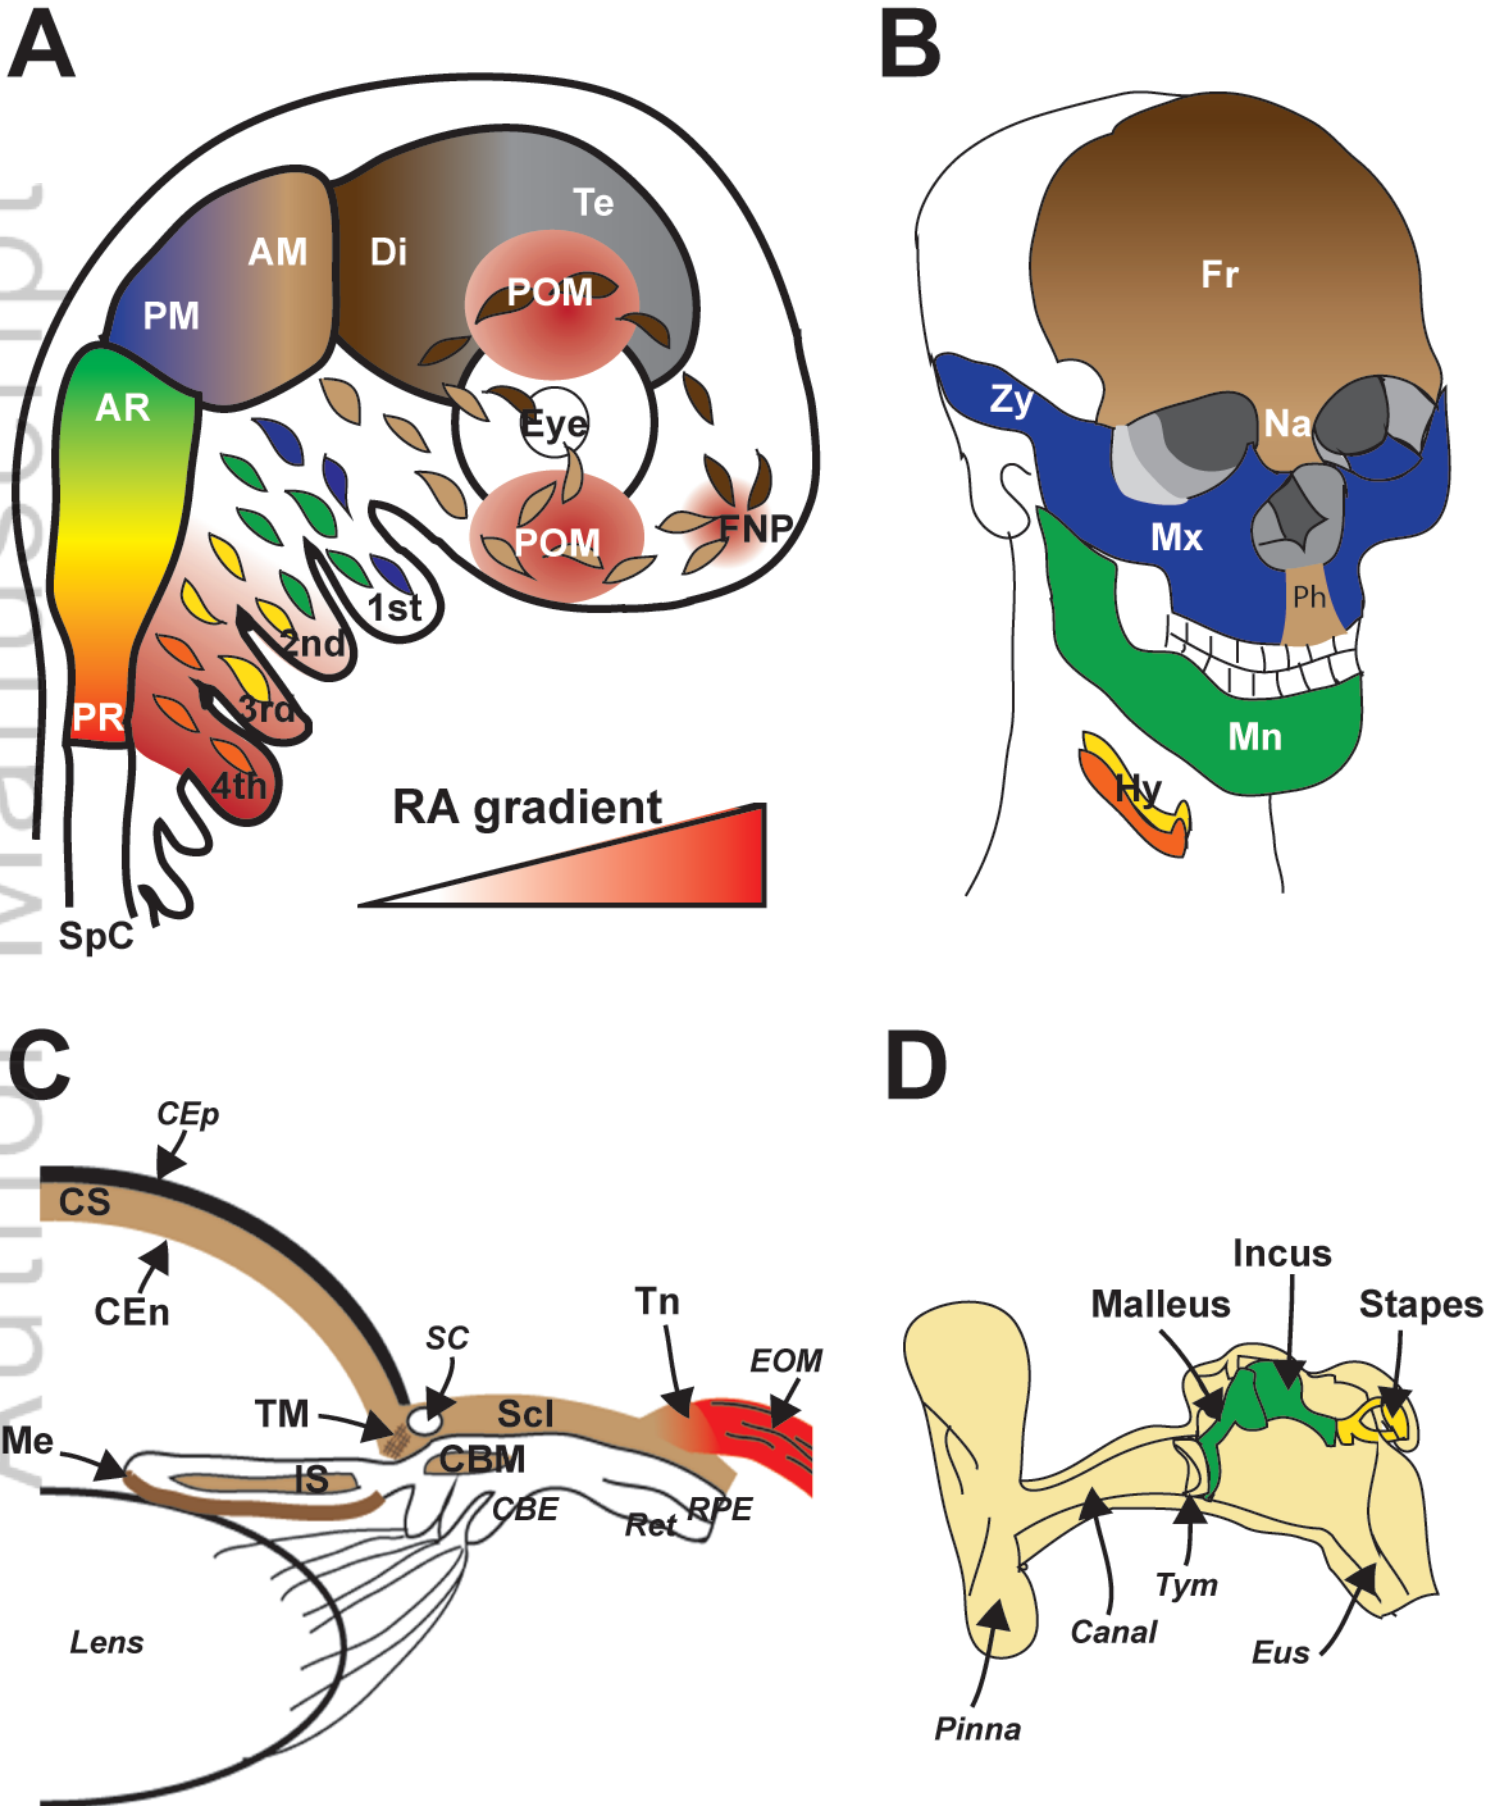 A
Te
AM
Di
POM
PM
AR
Eye
FNP
POM
1st
2nd
3rd
PR
4th
RA gradient
SpC
B
Fr
Zy
Na
Mx
Ph
Mn
Hy
C
CEp
CS
CEn
Tn
SC
EOM
TM
Scl
Me
CBM
IS
CBE
Ret
RPE
Lens
D
Incus
Malleus
Stapes
Tym
Canal
Eus
Pinna
Author Manuscript